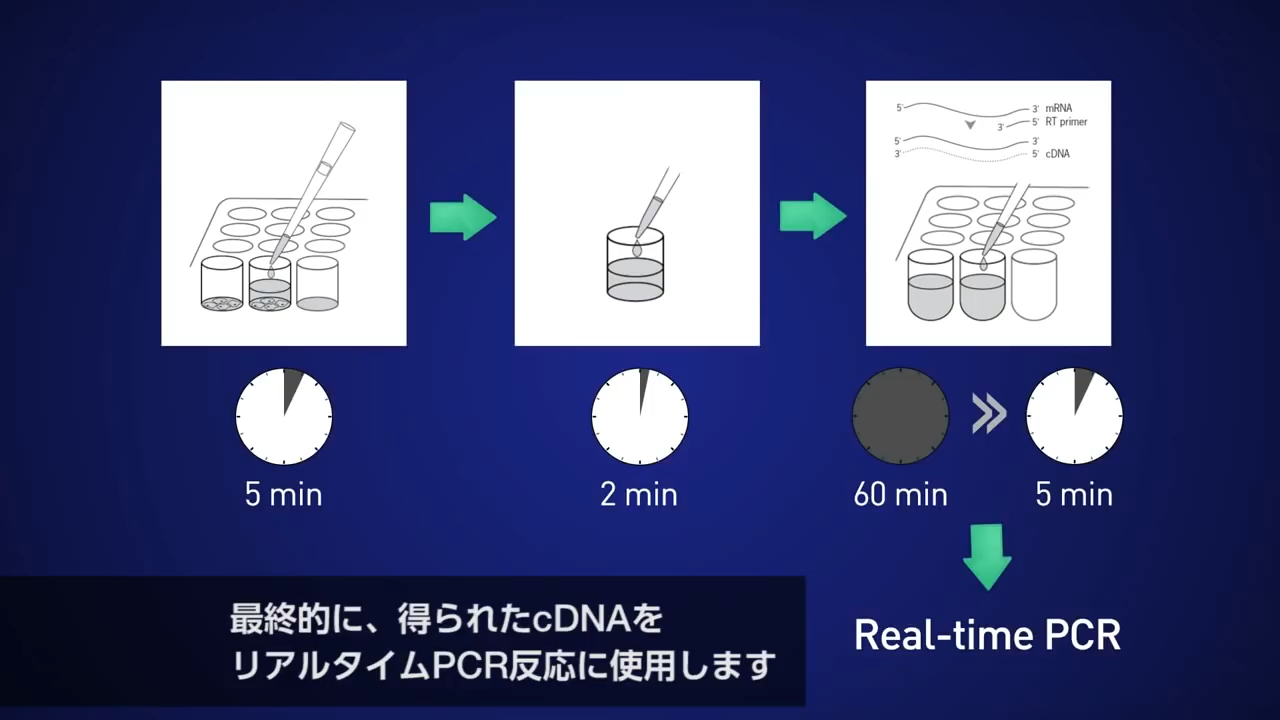 5' 3' mRNA
3' 5' RT primer
5' 3'
3' 5' cDNA
5 min
2 min
60 min
5 min
Real-time PCR
最終的に、得られたcDNAを
リアルタイムPCR反応に使用します